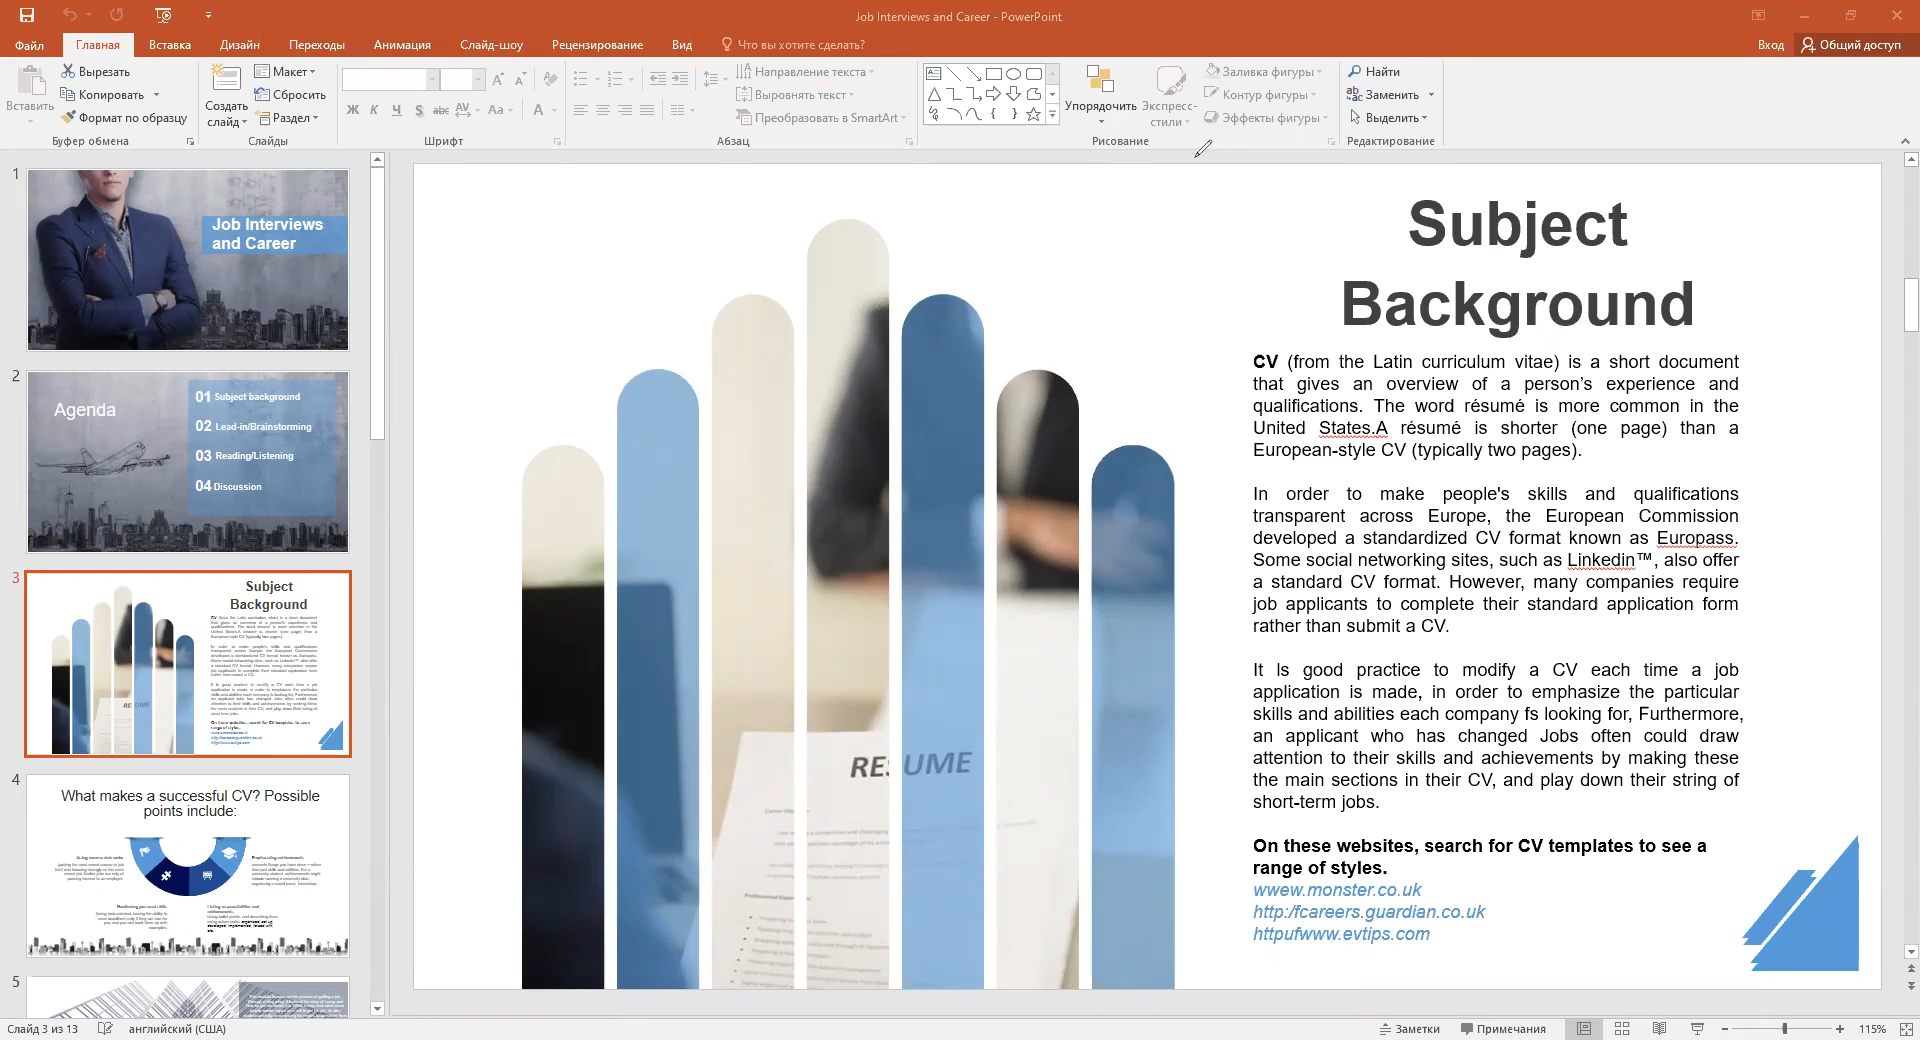 Job Interviews and Career - PowerPoint
Файл
Главная
Вставка
Дизайн
Переходы
Анимация
Слайд-шоу
Рецензирование
Вид
Что вы хотите сделать?
Вход
Общий доступ
Вставить
Вырезать
Копировать
Формат по образцу
Буфер обмена
Создать
слайд
Макет
Сбросить
Раздел
Слайды
Ж К Ч S abc AV Aa A
Шрифт
Направление текста
Выровнять текст
Преобразовать в SmartArt
Абзац
Упорядочить
Экспресс-
стили
Заливка фигуры
Контур фигуры
Эффекты фигуры
Рисование
Найти
Заменить
Выделить
Редактирование
1
Job Interviews
and Career
2
Agenda
01 Subject background
02 Lead-in/Brainstorming
03 Reading/Listening
04 Discussion
3
Subject
Background
4
What makes a successful CV? Possible
points include:
5
Subject
Background
CV (from the Latin curriculum vitae) is a short document
that gives an overview of a person's experience and
qualifications. The word résumé is more common in the
United States.A résumé is shorter (one page) than a
European-style CV (typically two pages).
In order to make people's skills and qualifications
transparent across Europe, the European Commission
developed a standardized CV format known as Europass.
Some social networking sites, such as Linkedin™, also offer
a standard CV format. However, many companies require
job applicants to complete their standard application form
rather than submit a CV.
It ls good practice to modify a CV each time a job
application is made, in order to emphasize the particular
skills and abilities each company fs looking for, Furthermore,
an applicant who has changed Jobs often could draw
attention to their skills and achievements by making these
the main sections in their CV, and play down their string of
short-term jobs.
On these websites, search for CV templates to see a
range of styles.
wwew.monster.co.uk
http:/fcareers.guardian.co.uk
httpufwww.evtips.com
RESUME
Слайд 3 из 13
английский (США)
Заметки
Примечания
115%